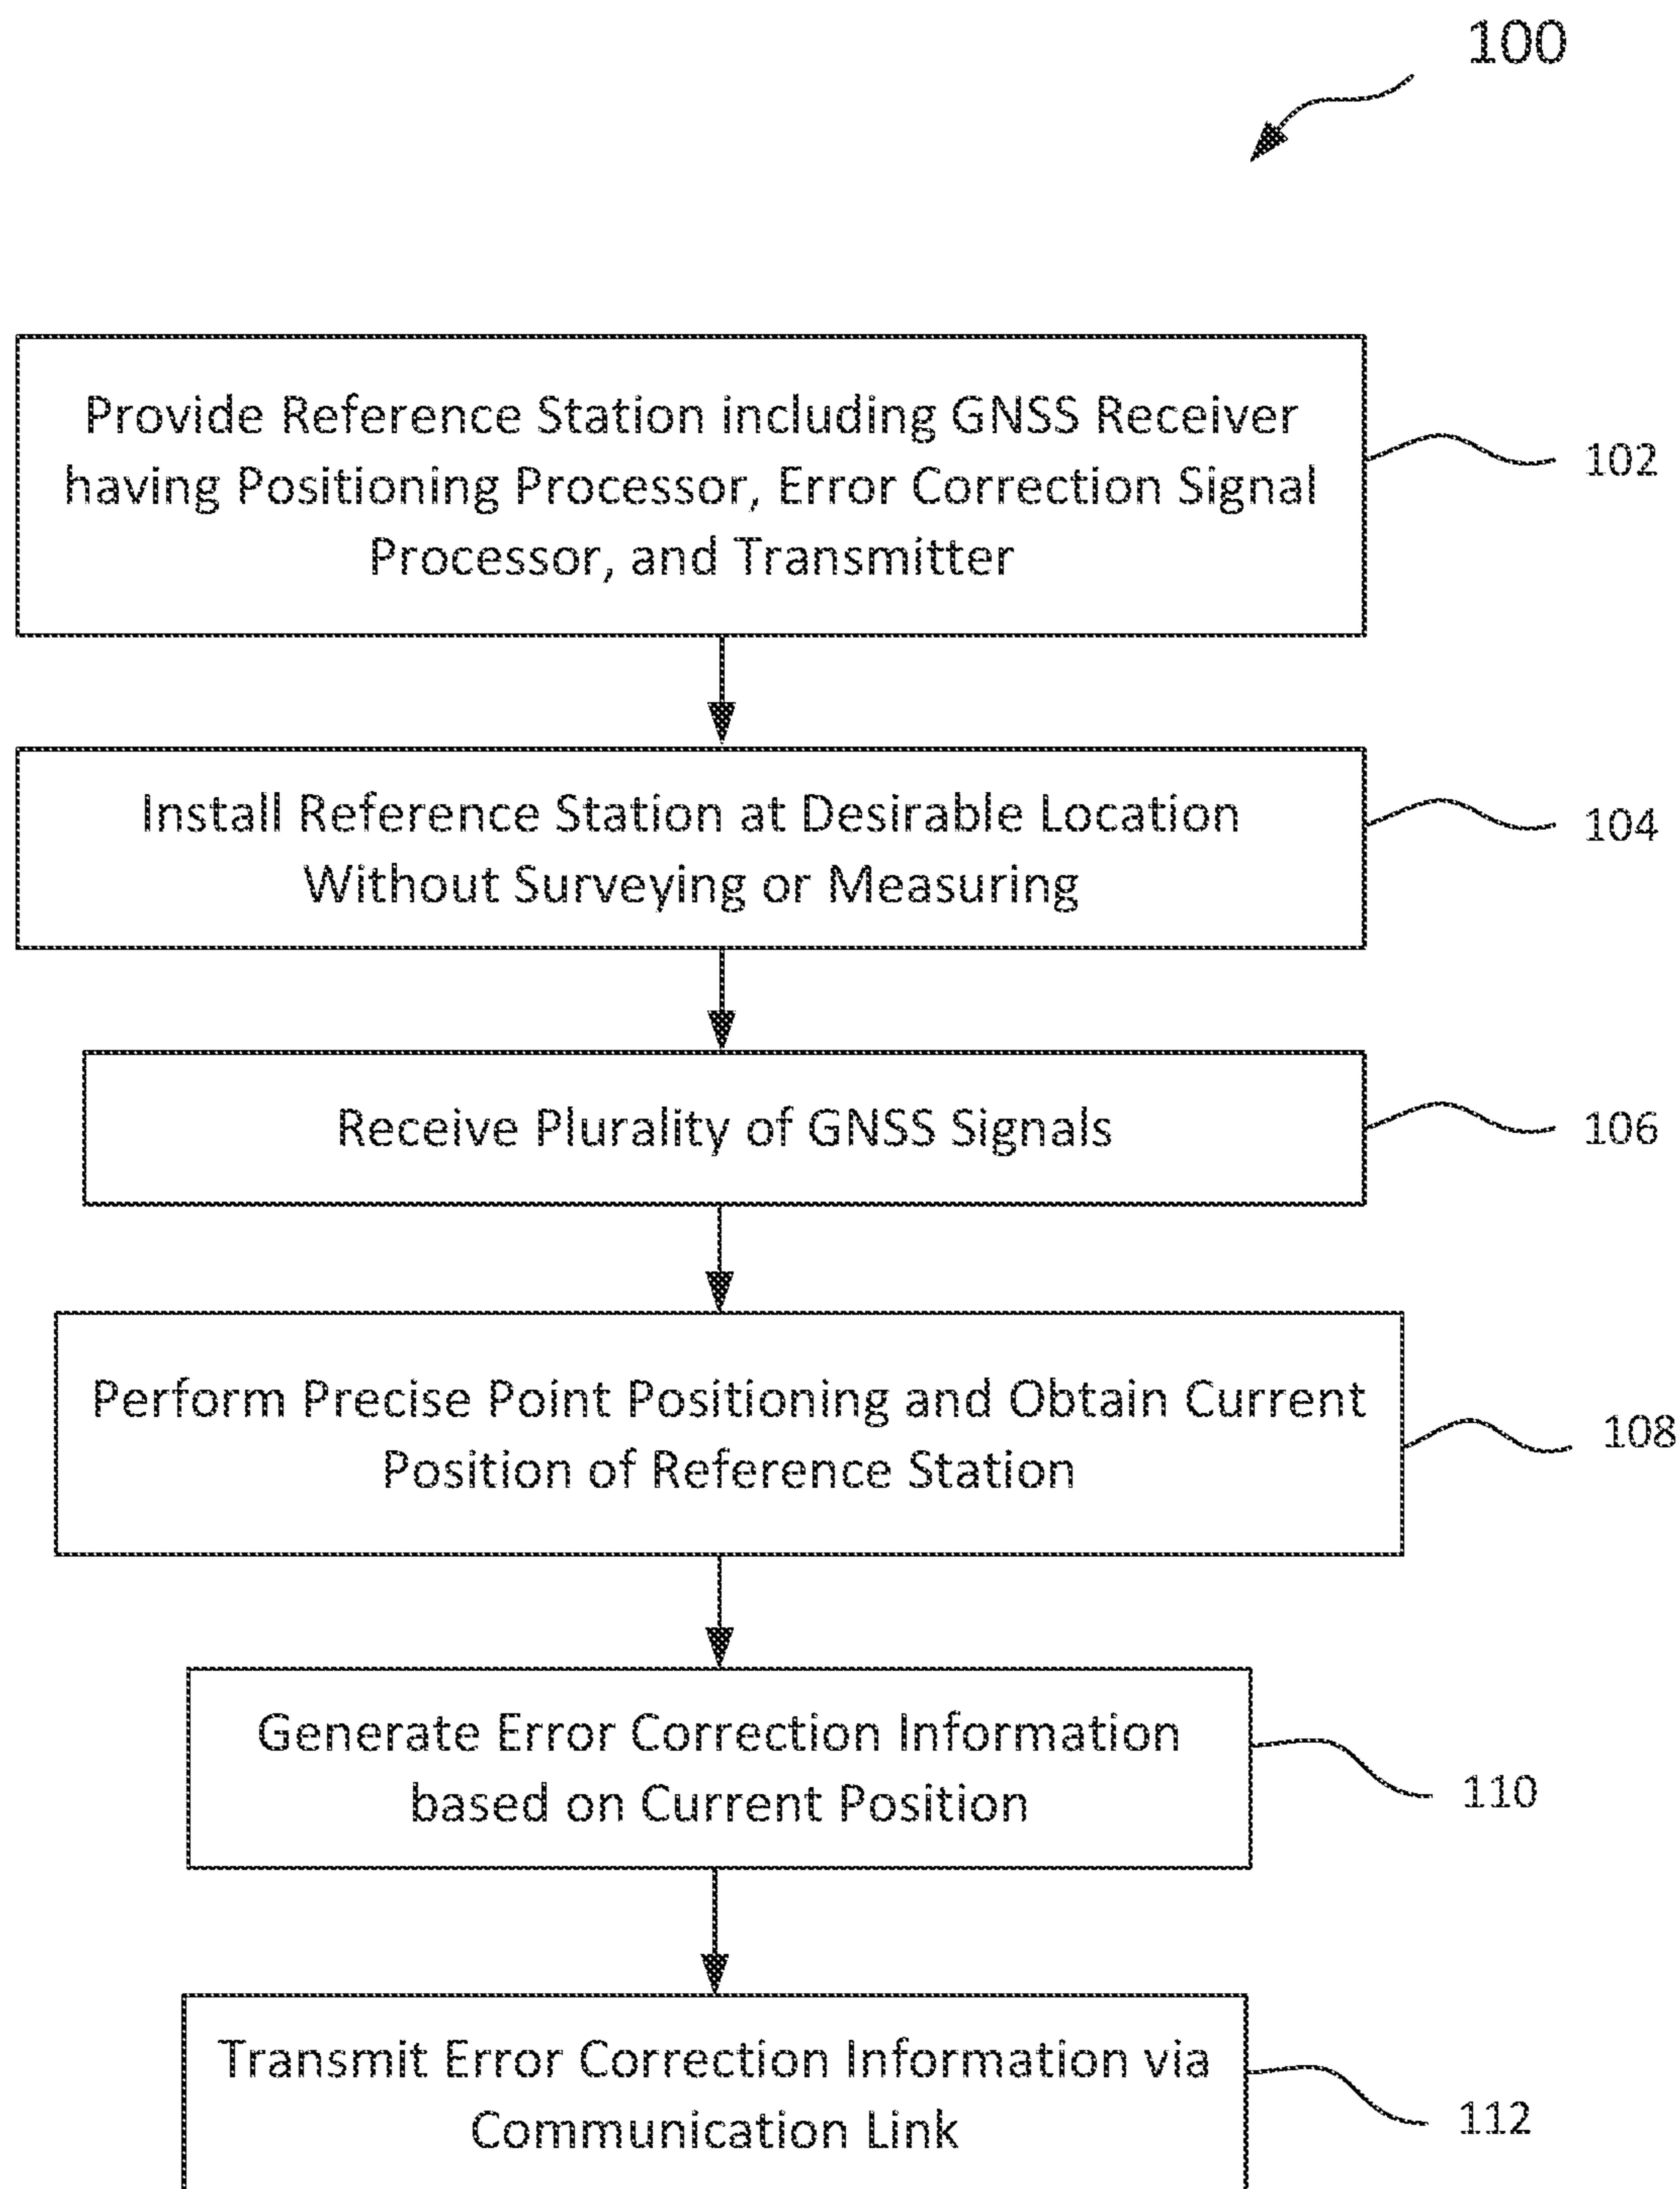 100
Provide Reference Station including GNSS Receiver
having Positioning Processor, Error Correction Signal
Processor, and Transmitter
102
Install Reference Station at Desirable Location
Without Surveying or Measuring
104
Receive Plurality of GNSS Signals
106
Perform Precise Point Positioning and Obtain Current
Position of Reference Station
108
Generate Error Correction Information
based on Current Position
110
Transmit Error Correction Information via
Communication Link
112